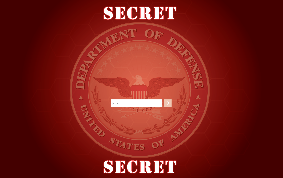 SECRET
DEPARTMENT OF DEFENSE
UNITED STATES OF AMERICA
SECRET